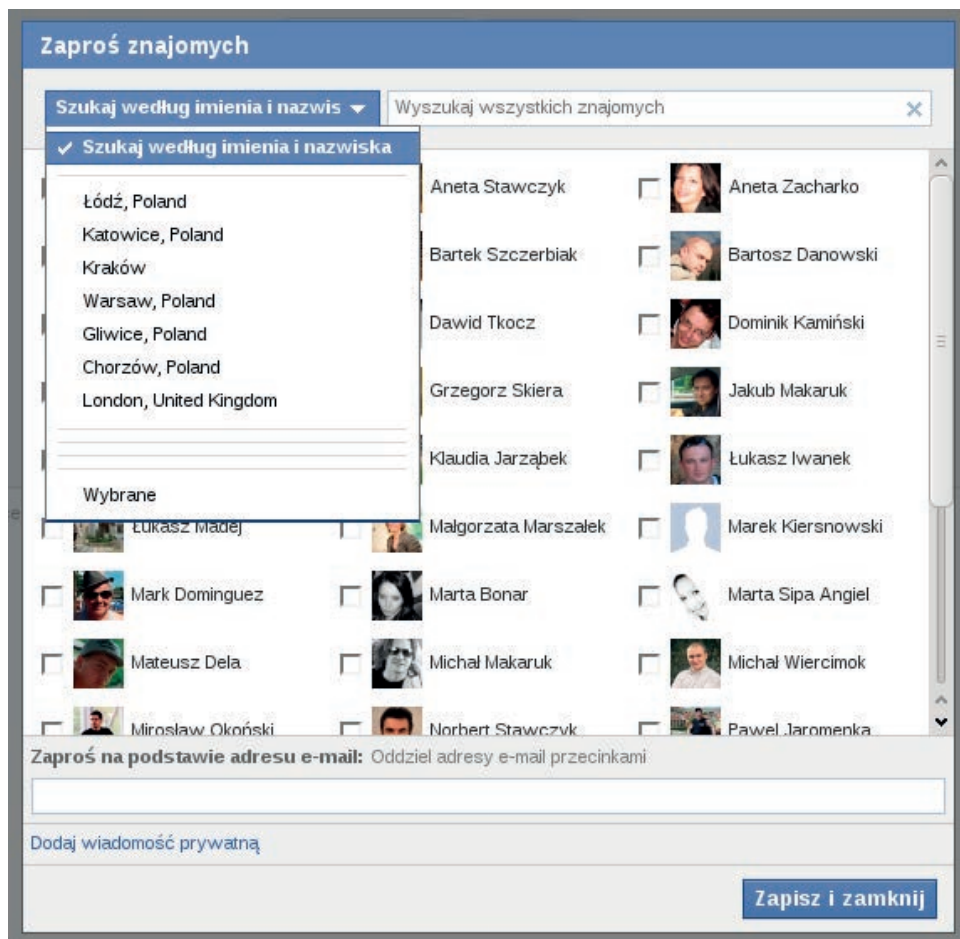 Zaproś znajomych
Szukaj według imienia i nazwis
Wyszukaj wszystkich znajomych
Szukaj według imienia i nazwiska
Łódź, Poland
Katowice, Poland
Kraków
Warsaw, Poland
Gliwice, Poland
Chorzów, Poland
London, United Kingdom
Wybrane
Aneta Stawczyk Aneta Zacharko
Bartek Szczerbiak Bartosz Danowski
Dawid Tkocz Dominik Kamiński
Grzegorz Skiera Jakub Makaruk
Klaudia Jarząbek Łukasz Iwanek
Łukasz Madej Małgorzata Marszałek Marek Kiersnowski
Mark Dominguez Marta Bonar Marta Sipa Angiel
Mateusz Dela Michał Makaruk Michał Wiercimok
Mirosław Okoński Norbert Stawczyk Paweł Jaromenka
Zaproś na podstawie adresu e-mail: Oddziel adresy e-mail przecinkami
Dodaj wiadomość prywatną
Zapisz i zamknij